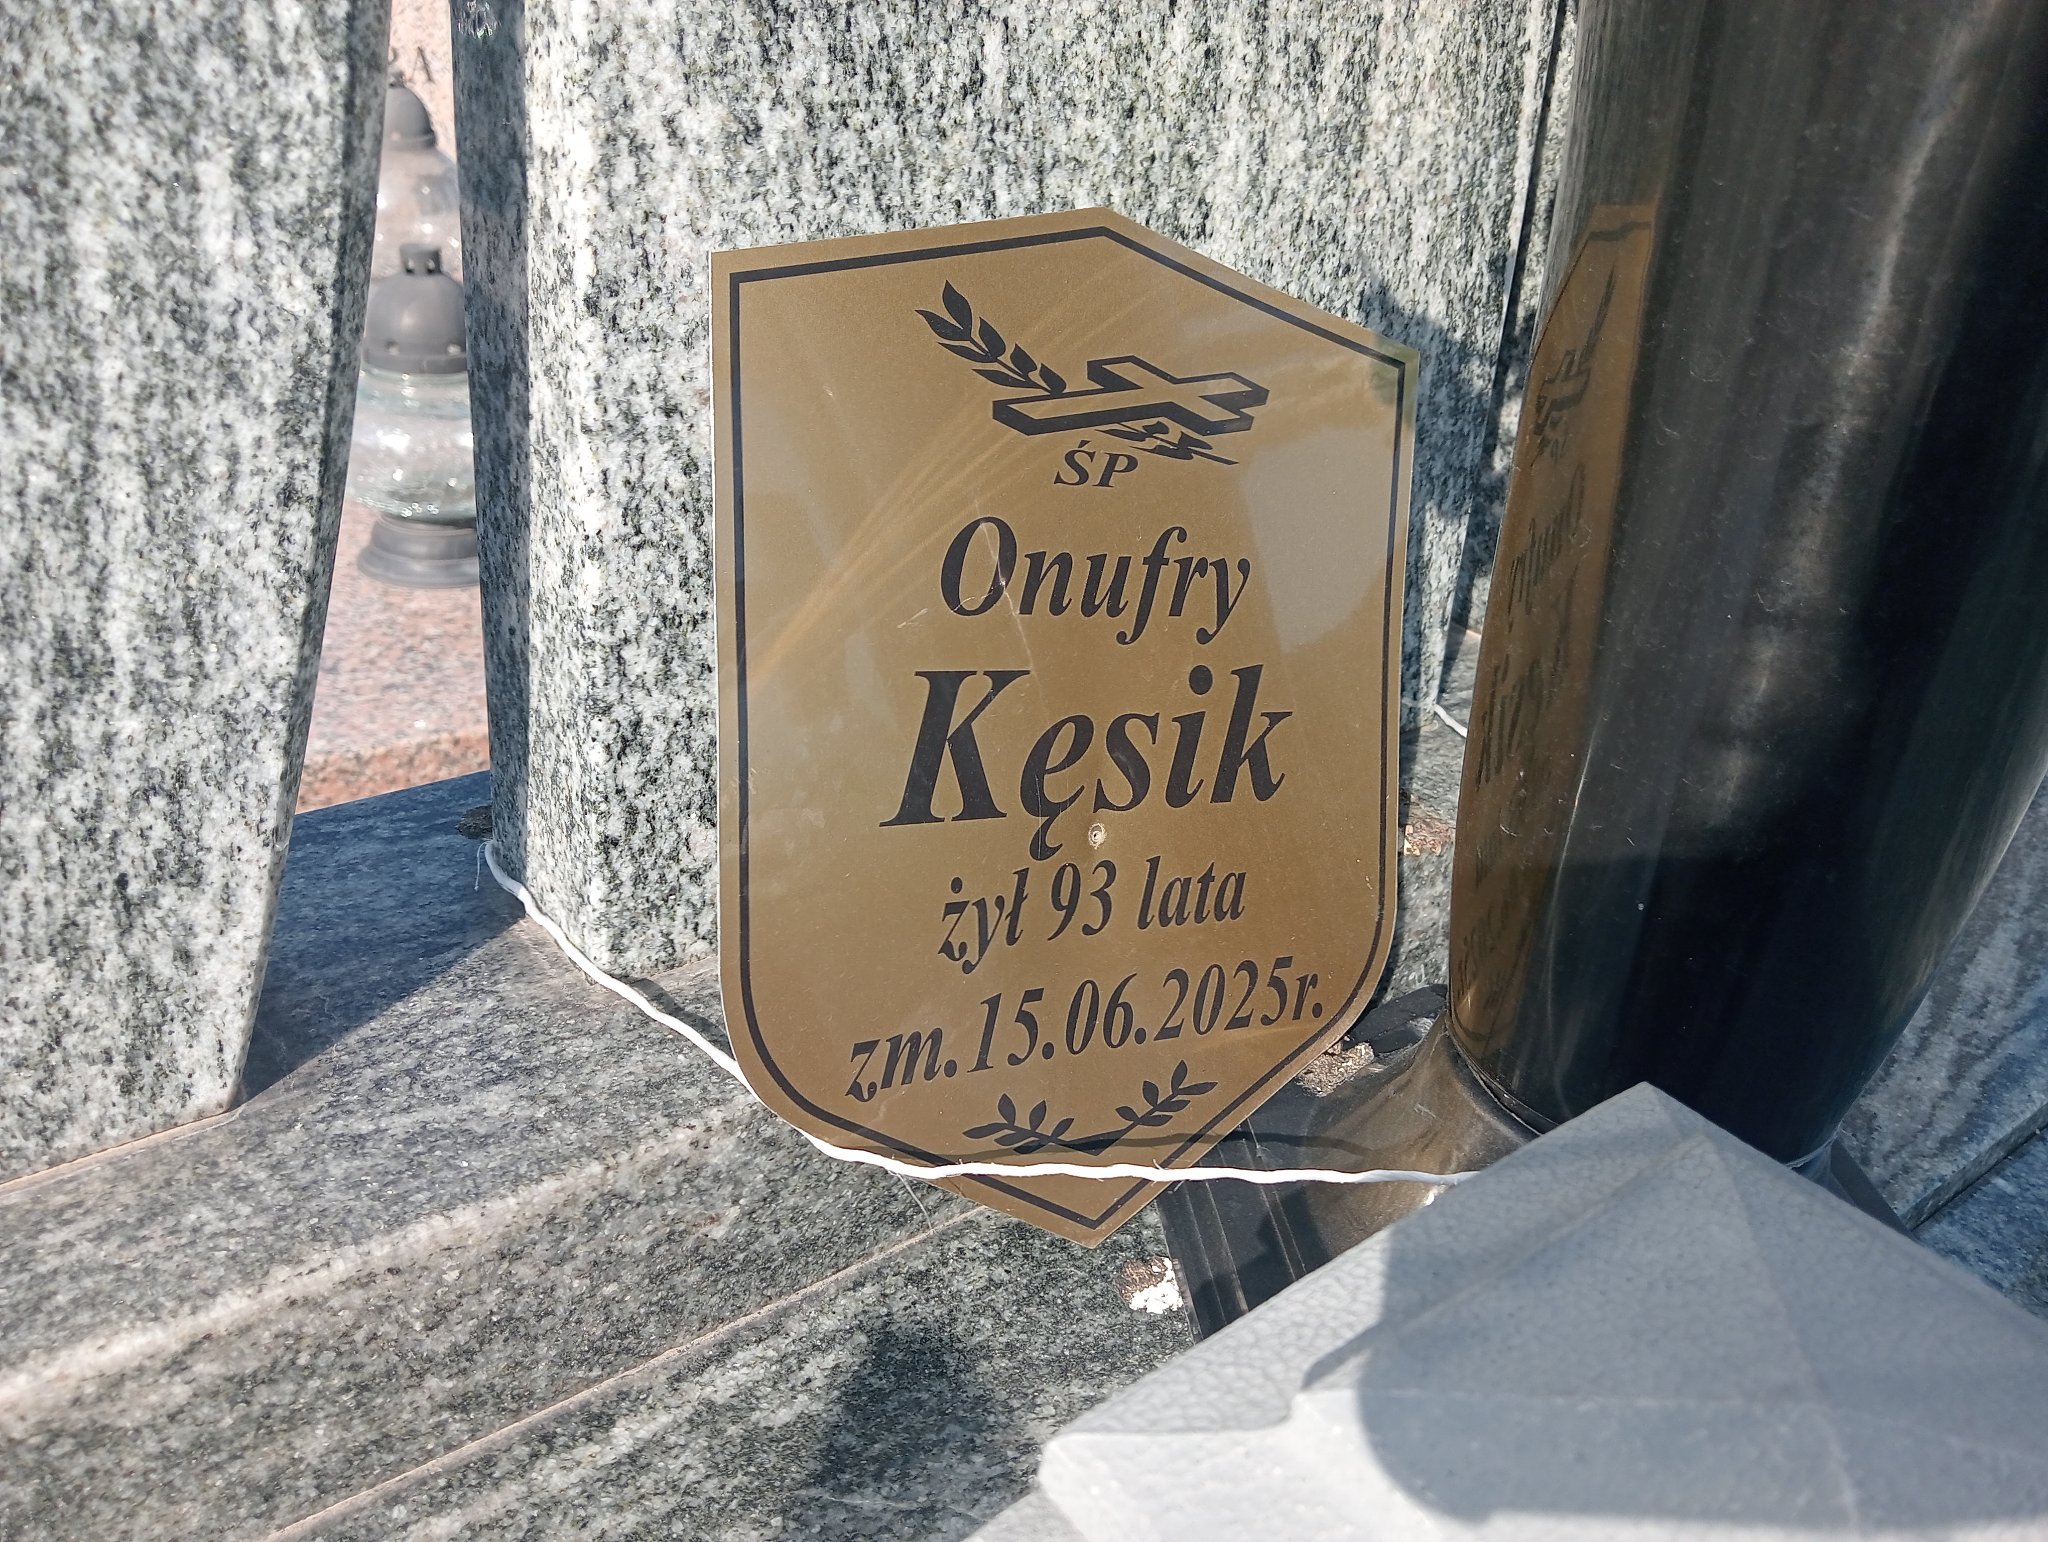 ŚP
Onufry
Kęsik
żył 93 lata
zm.15.06.2025r.